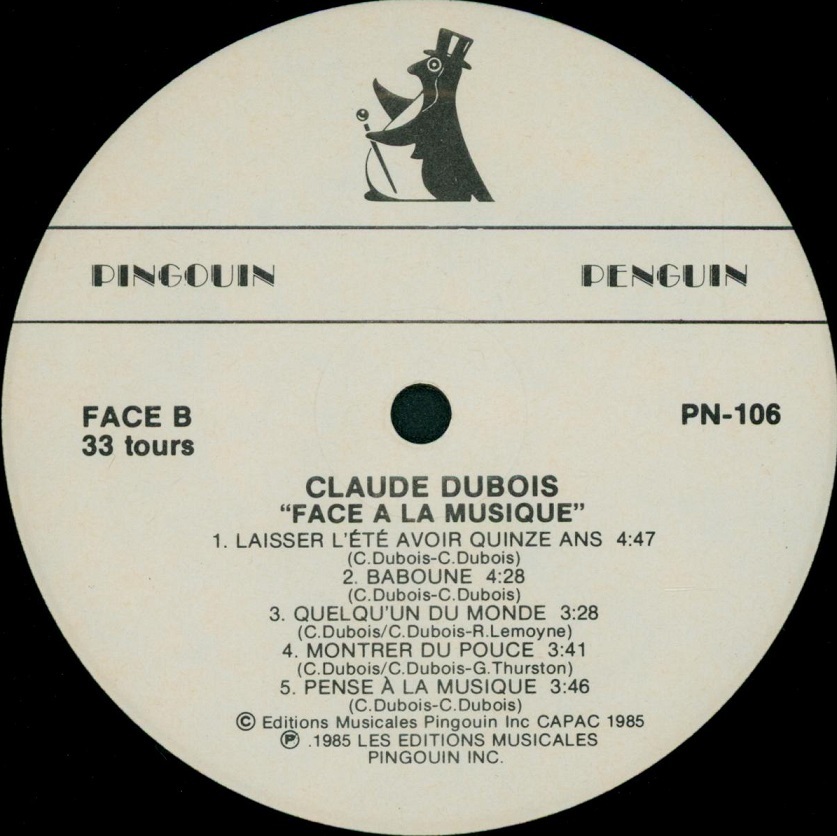 PINGOUIN PENGUIN
FACE B PN-106
33 tours
CLAUDE DUBOIS
"FACE A LA MUSIQUE"
1. LAISSER L'ÉTÉ AVOIR QUINZE ANS 4:47
(C.Dubois-C.Dubois)
2. BABOUNE 4:28
(C.Dubois-C.Dubois)
3. QUELQU'UN DU MONDE 3:28
(C.Dubois/C.Dubois-R.Lemoyne)
4. MONTRER DU POUCE 3:41
(C.Dubois/C.Dubois-G.Thurston)
5. PENSE À LA MUSIQUE 3:46
(C.Dubois-C.Dubois)
© Editions Musicales Pingouin Inc CAPAC 1985
℗ .1985 LES EDITIONS MUSICALES
PINGOUIN INC.